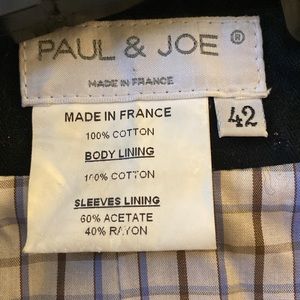 PAUL & JOE ®
MADE IN FRANCE
42
MADE IN FRANCE
100% COTTON
BODY LINING
100% COTTON
SLEEVES LINING
60% ACETATE
40% RAYON